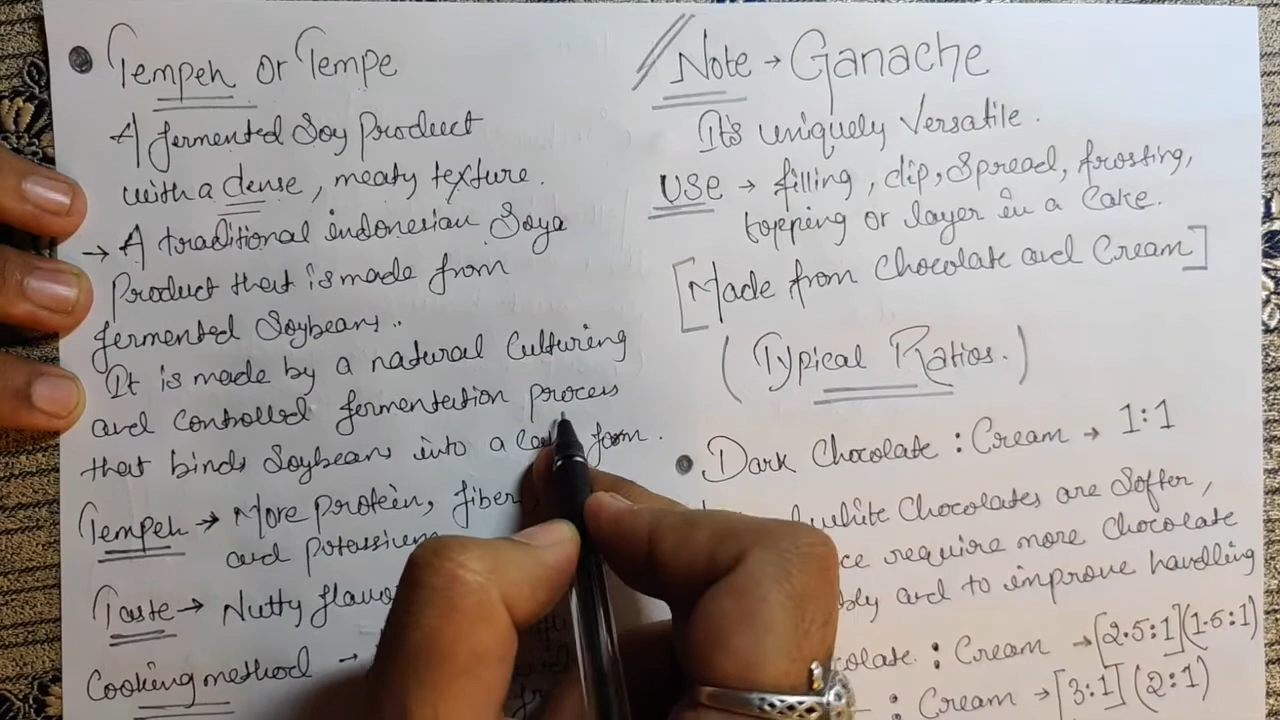 Tempeh or Tempe
A fermented Soy Product
with a dense, meaty texture.
→ A traditional indonesian Soya
Product that is made from
fermented Soybeans..
It is made by a natural Culturing
and controlled fermentation process
that binds Soybeans into a form.
Tempeh → More protein, fiber
and Potassium
Taste → Nutty
Cooking method →
Note → Ganache
It's uniquely Versatile.
USE → filling, dip, Spread, frosting,
topping or layer in a Cake.
[Made from Chocolate and Cream]
(Typical Ratios.)
Dark Chocolate : Cream → 1:1
white Chocolates are Softer,
require more Chocolate
and to improve handling
: Cream → [2.5:1] (1.5:1)
: Cream → [3:1] (2:1)